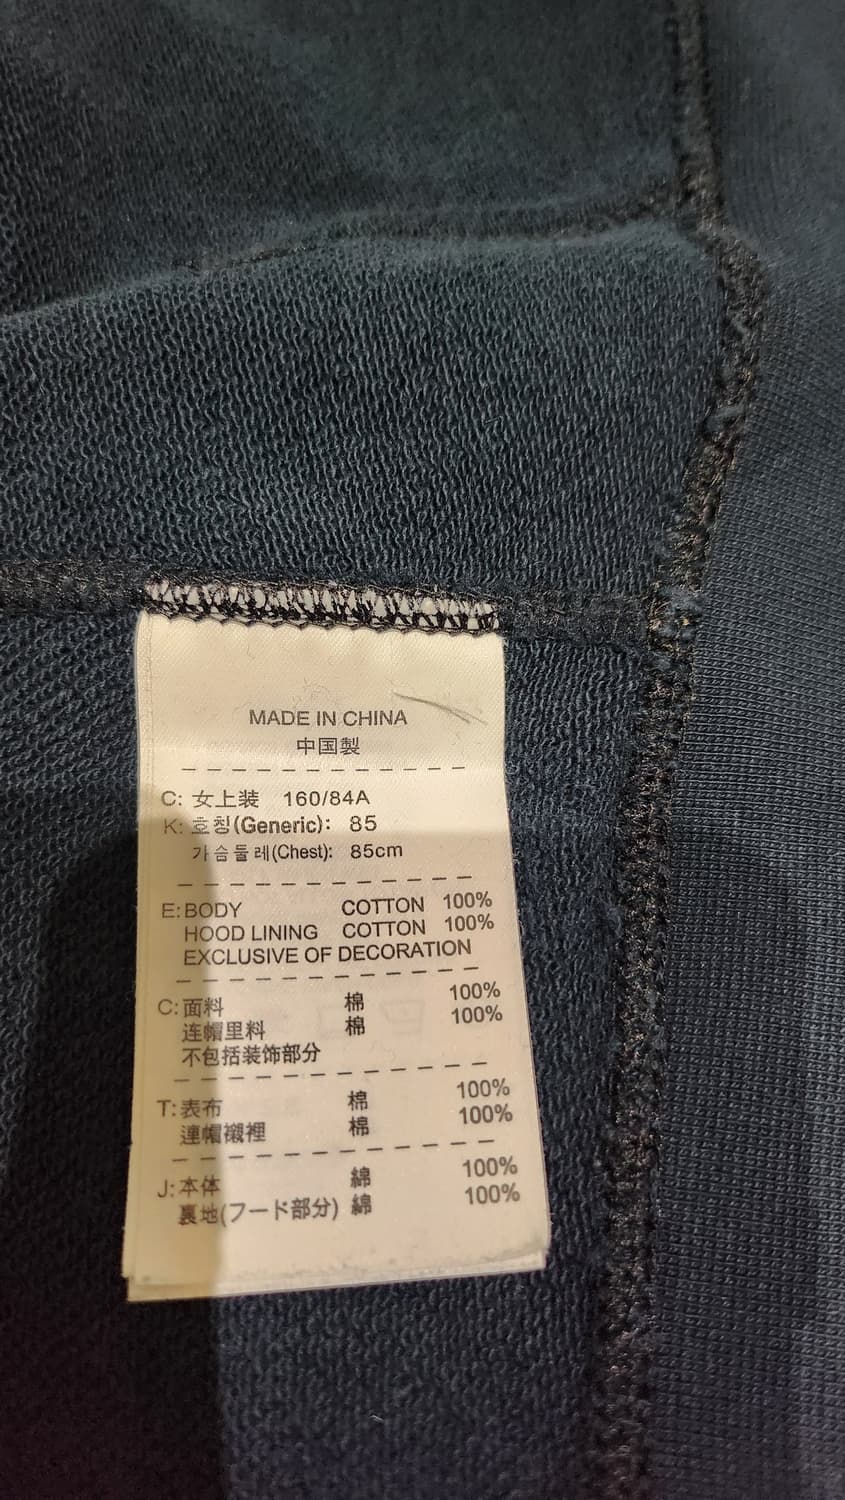 MADE IN CHINA
中国製
C: 女上装 160/84A
K: 호칭(Generic): 85
가슴둘레(Chest): 85cm
E: BODY COTTON 100%
HOOD LINING COTTON 100%
EXCLUSIVE OF DECORATION
C: 面料 棉 100%
连帽里料 棉 100%
不包括装饰部分
T: 表布 棉 100%
連帽襯裡 棉 100%
J: 本体 綿 100%
裏地(フード部分) 綿 100%